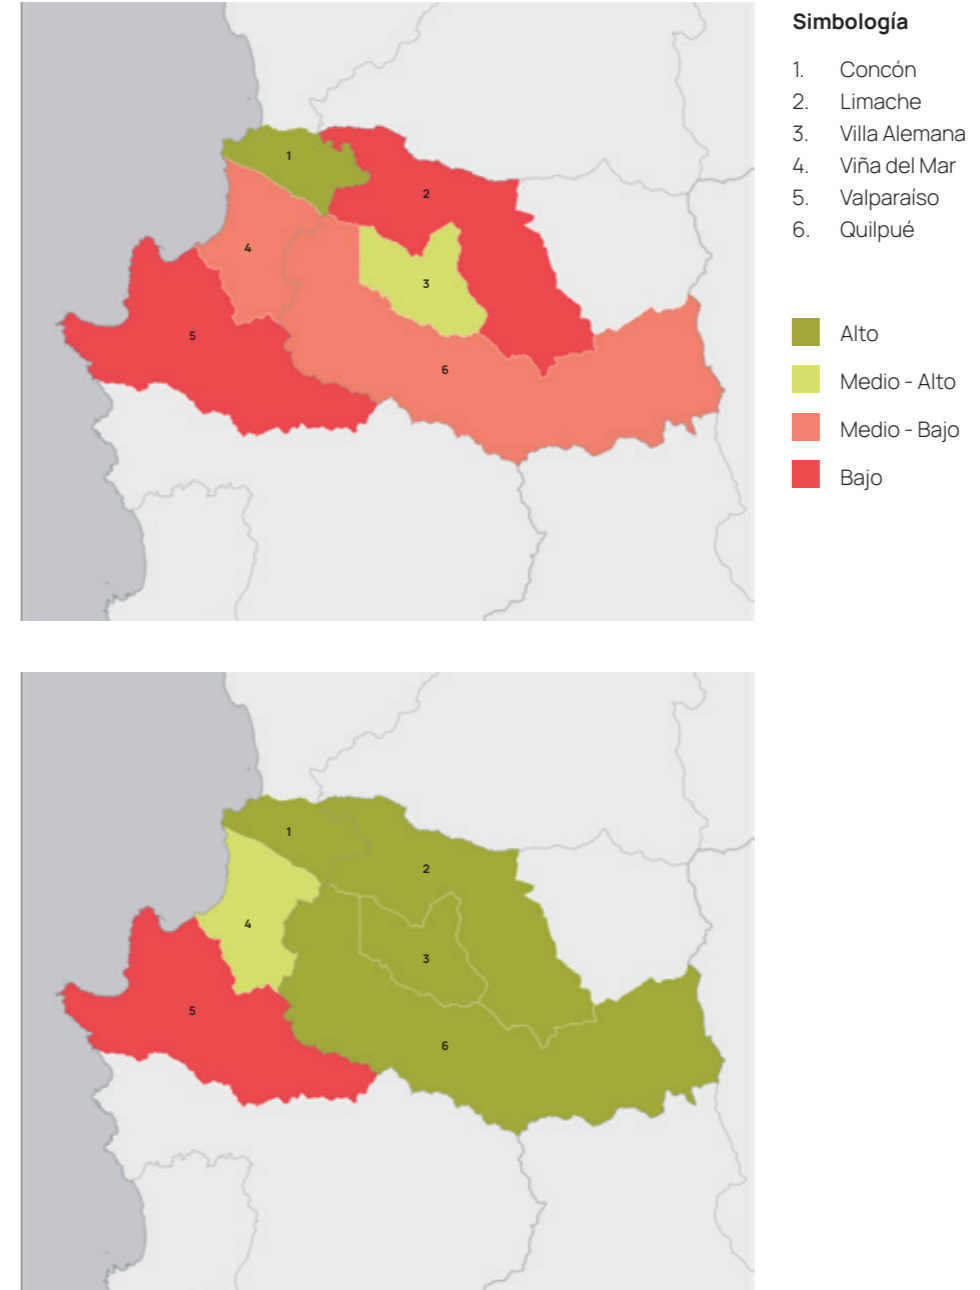 Simbología
1. Concón
2. Limache
3. Villa Alemana
4. Viña del Mar
5. Valparaíso
6. Quilpué
Alto
Medio - Alto
Medio - Bajo
Bajo
1
2
3
4
5
6
1
2
3
4
5
6